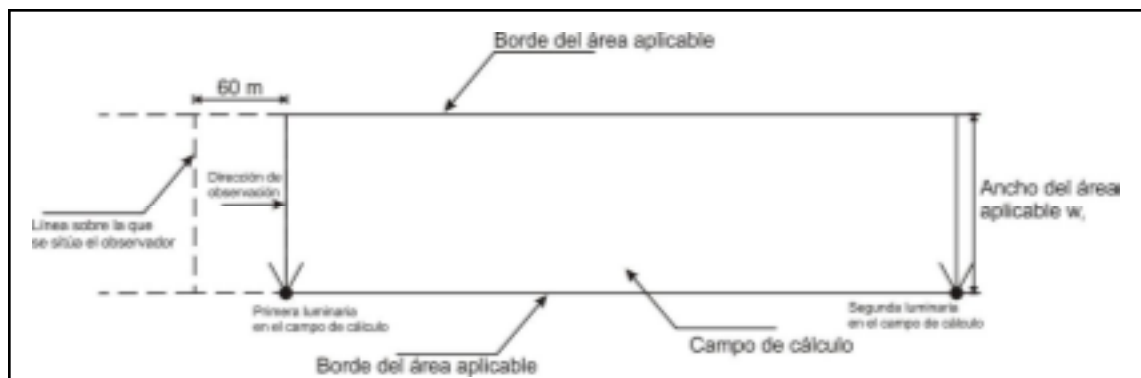 Borde del área aplicable
60 m
Dirección de
observación
Ancho del área
aplicable w,
Línea sobre la que
se sitúa el observador
Primera luminaria
en el campo de cálculo
Segunda luminaria
en el campo de cálculo
Campo de cálculo
Borde del área aplicable